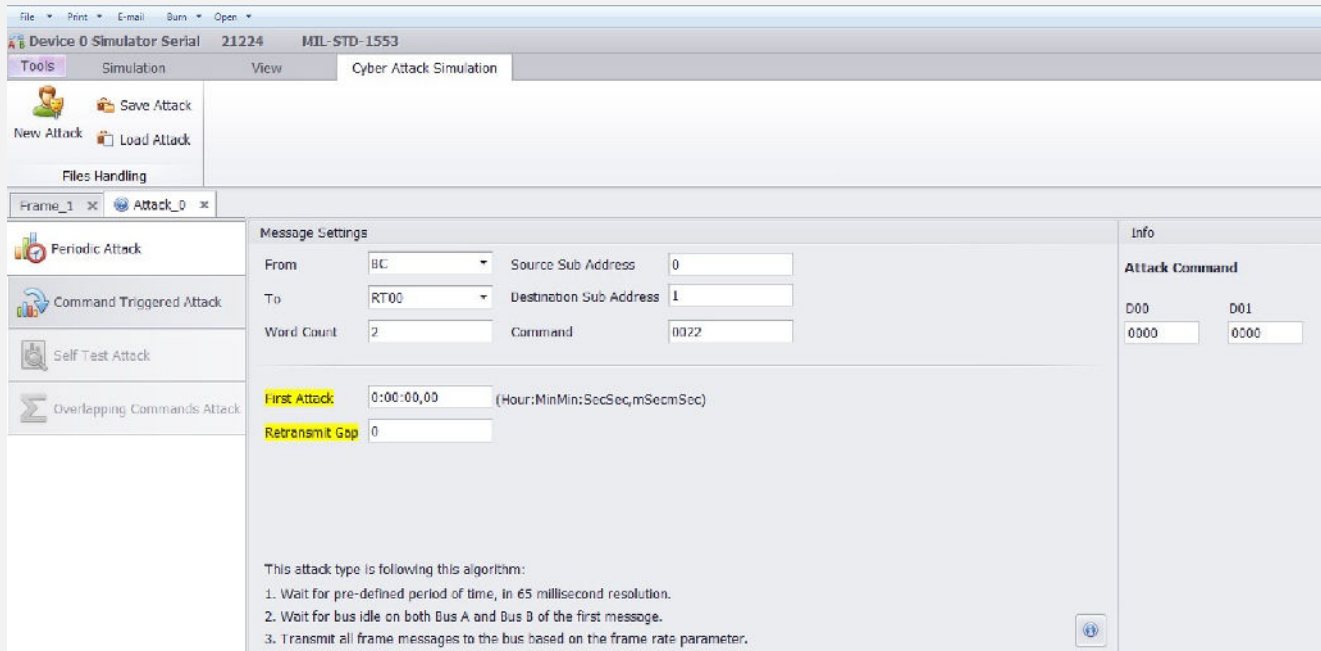 File Print E-mail Burn Open
Device 0 Simulator Serial 21224 MIL-STD-1553
Tools Simulation View Cyber Attack Simulation
Save Attack
New Attack
Load Attack
Files Handling
Frame_1 Attack_0
Periodic Attack
Command Triggered Attack
Self Test Attack
Overlapping Commands Attack
Message Settings
From BC Source Sub Address 0
To RT00 Destination Sub Address 1
Word Count 2 Command 0022
First Attack 0:00:00,00 (Hour:MinMin:SecSec,mSecmSec)
Retransmit Gap 0
This attack type is following this algorithm:
1. Wait for pre-defined period of time, in 65 millisecond resolution.
2. Wait for bus idle on both Bus A and Bus B of the first message.
3. Transmit all frame messages to the bus based on the frame rate parameter.
Info
Attack Command
D00 D01
0000 0000